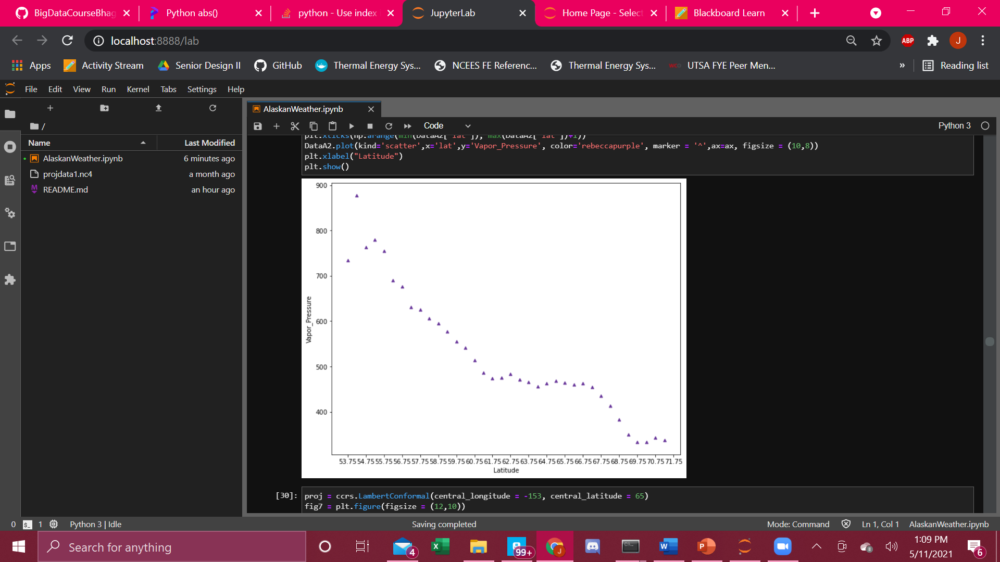 BigDataCourseBhag
Python abs()
python - Use index
JupyterLab
Home Page - Select
Blackboard Learn
localhost:8888/lab
ABP
J
Apps
Activity Stream
Senior Design II
GitHub
Thermal Energy Sys...
NCEES FE Referenc...
Thermal Energy Sys...
UTSA FYE Peer Men...
»
Reading list
File Edit View Run Kernel Tabs Settings Help
AlaskanWeather.ipynb
/
Code
Python 3
Name
Last Modified
AlaskanWeather.ipynb 6 minutes ago
projdata1.nc4 a month ago
README.md an hour ago
plt.xticks(np.arange(min(DataA2['lat']), max(DataA2['lat'])+1))
DataA2.plot(kind='scatter',x='lat',y='Vapor_Pressure', color='rebeccapurple', marker = '^',ax=ax, figsize = (10,8))
plt.xlabel("Latitude")
plt.show()
900
800
700
600
500
400
Vapor_Pressure
53.75 54.75 55.75 56.75 57.75 58.75 59.75 60.75 61.75 62.75 63.75 64.75 65.75 66.75 67.75 68.75 69.75 70.75 71.75
Latitude
[30]:
proj = ccrs.LambertConformal(central_longitude = -153, central_latitude = 65)
fig7 = plt.figure(figsize = (12,10))
0
1
Python 3 | Idle
Saving completed
Mode: Command
Ln 1, Col 1
AlaskanWeather.ipynb
Search for anything
4
99+
J
1:09 PM
5/11/2021
6